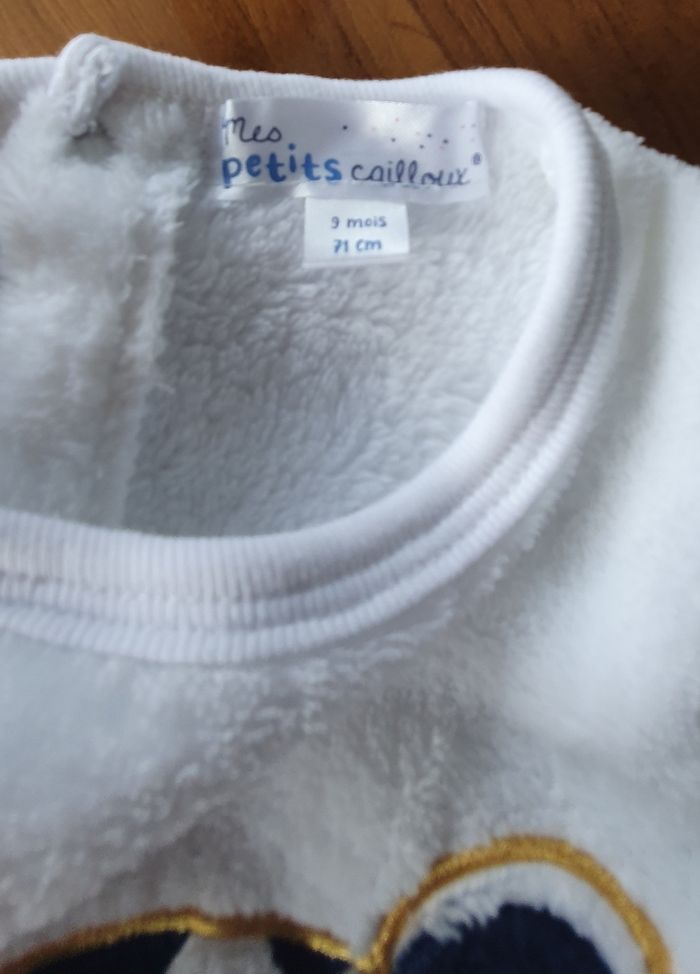 Mes
petits cailloux®
9 mois
71 cm